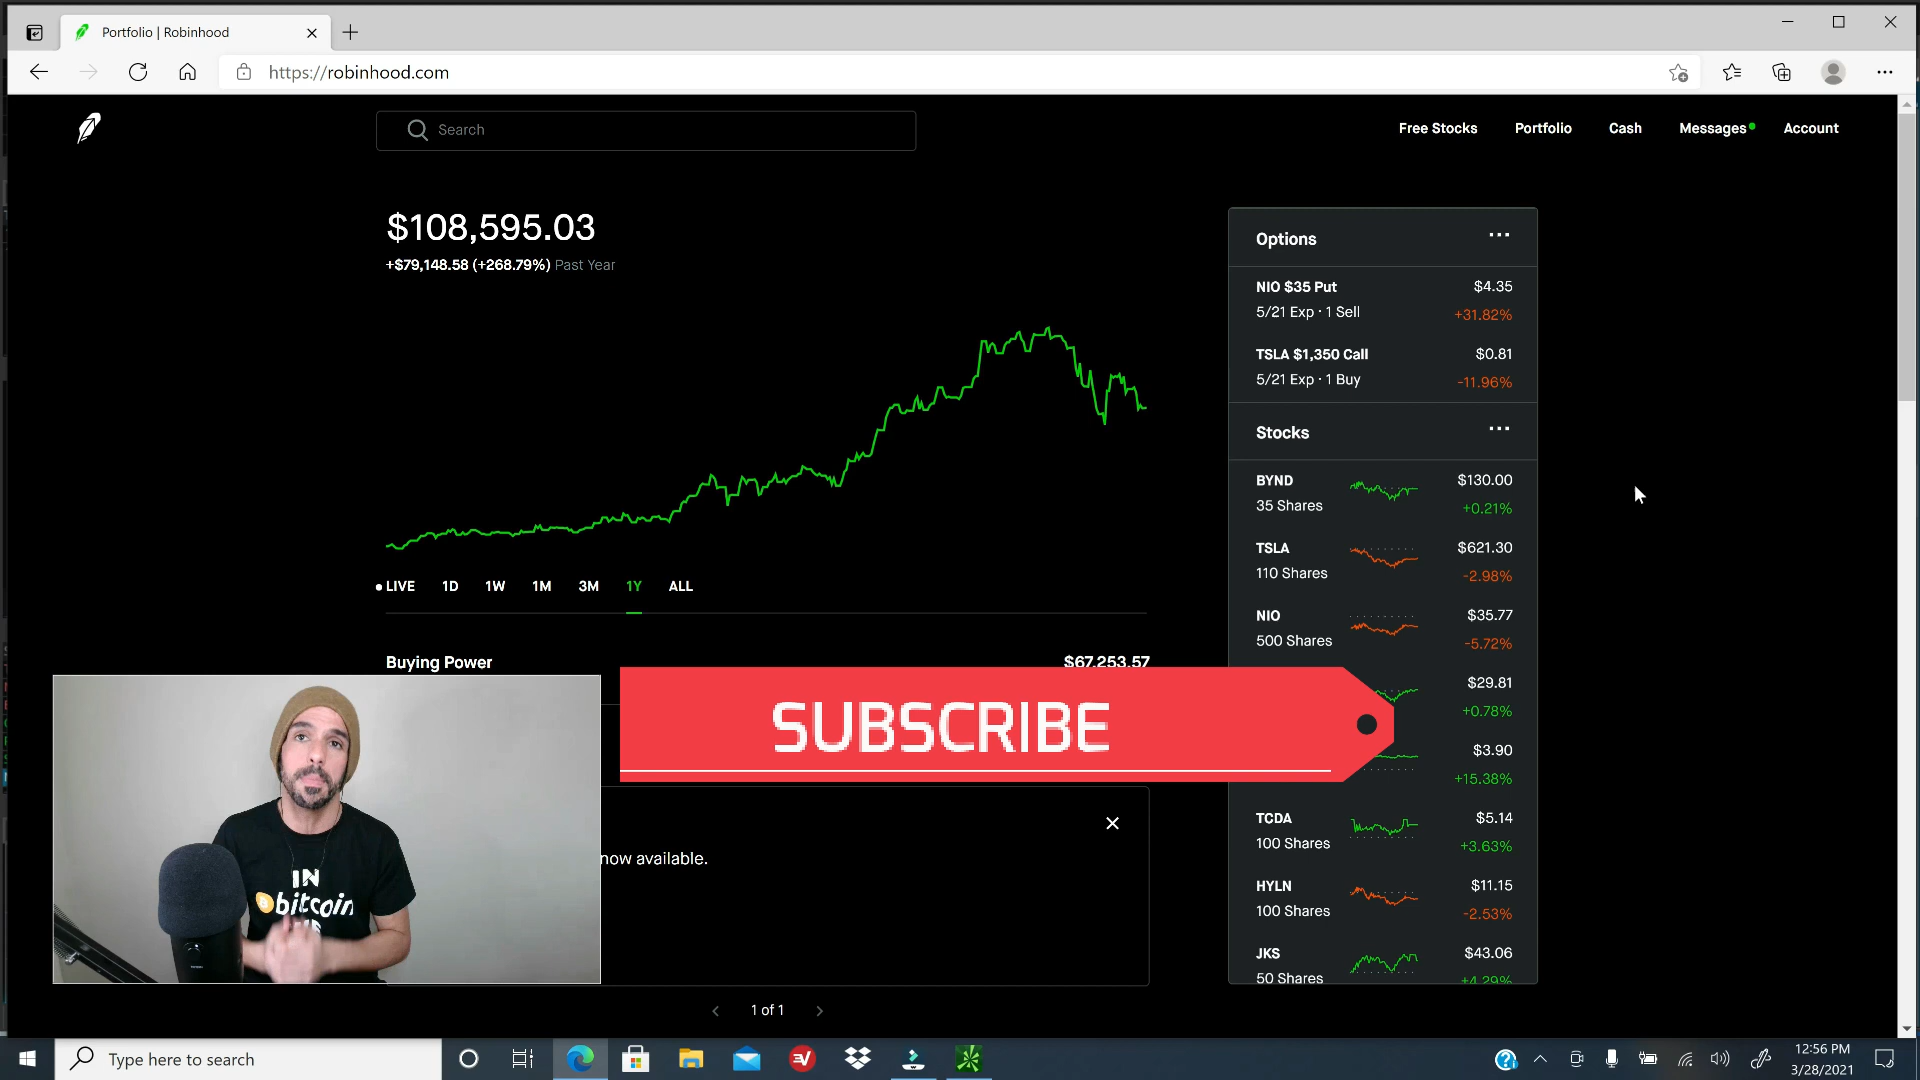 Portfolio | Robinhood
https://robinhood.com
Search
Free Stocks
Portfolio
Cash
Messages
Account
$108,595.03
+$79,148.58 (+268.79%) Past Year
LIVE 1D 1W 1M 3M 1Y ALL
Buying Power
$67,253.57
Options
NIO $35 Put
$4.35
5/21 Exp · 1 Sell
+31.82%
TSLA $1,350 Call
$0.81
5/21 Exp · 1 Buy
-11.96%
Stocks
BYND
$130.00
35 Shares
+0.21%
TSLA
$621.30
110 Shares
-2.98%
NIO
$35.77
500 Shares
-5.72%
$29.81
+0.78%
$3.90
+15.38%
TCDA
$5.14
100 Shares
+3.63%
HYLN
$11.15
100 Shares
-2.53%
JKS
$43.06
50 Shares
+4.29%
SUBSCRIBE
now available.
1 of 1
IN
bitcoin
Type here to search
12:56 PM
3/28/2021